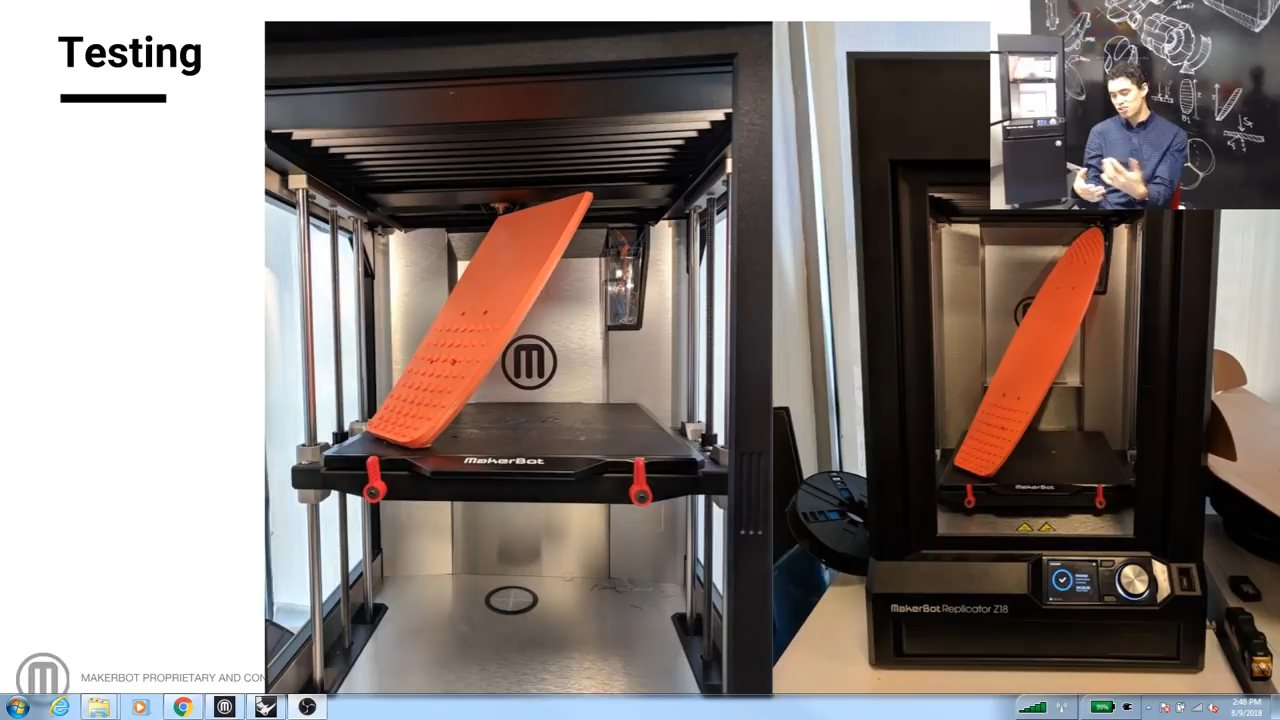 Testing
MakerBot
MakerBot
MakerBot Replicator Z18
MAKERBOT PROPRIETARY AND CON
99%
2:48 PM
8/9/2018